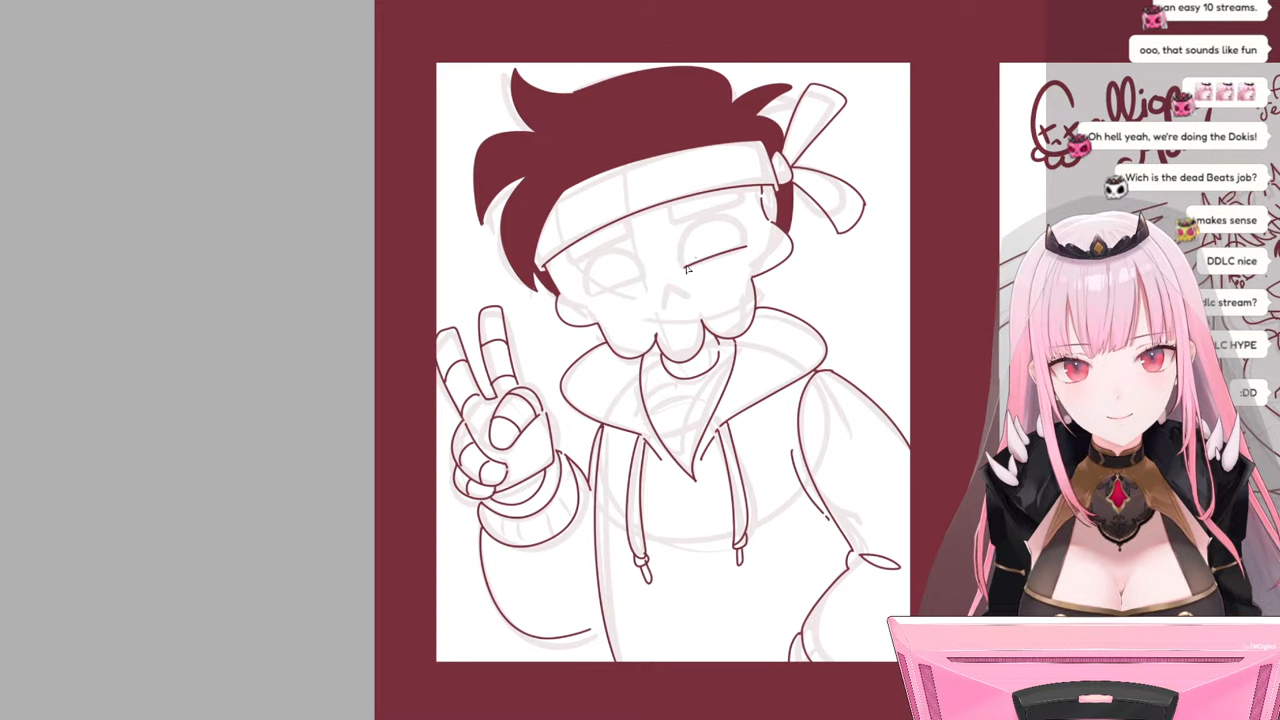 an easy 10 streams.
ooo, that sounds like fun
Oh hell yeah, we're doing the Dokis!
Wich is the dead Beats job?
makes sense
DDLC nice
dlc stream?
LC HYPE
:DD
Calliop